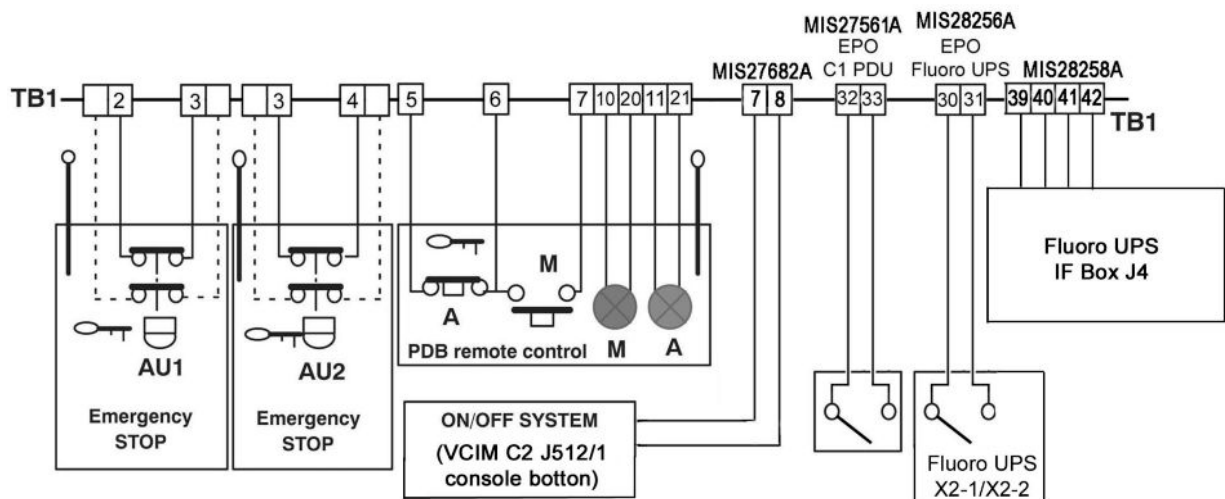 MIS27561A
EPO
C1 PDU
MIS28256A
EPO
Fluoro UPS
MIS27682A
MIS28258A
TB1
2
3
3
4
5
6
7
10
20
11
21
7
8
32
33
30
31
39
40
41
42
TB1
AU1
Emergency
STOP
AU2
Emergency
STOP
A
M
PDB remote control
M
A
Fluoro UPS
IF Box J4
ON/OFF SYSTEM
(VCIM C2 J512/1
console botton)
Fluoro UPS
X2-1/X2-2